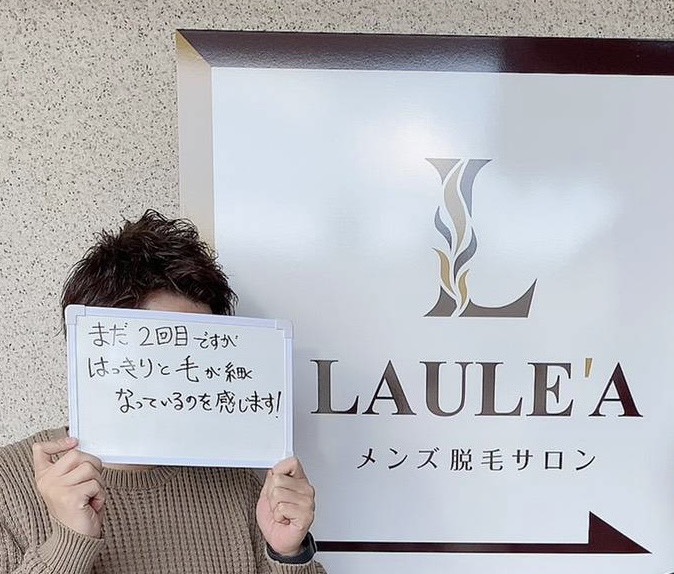 まだ 2回目ですが
はっきりと毛が細く
なっているのを感じます!
L
LAULE'A
メンズ脱毛サロン